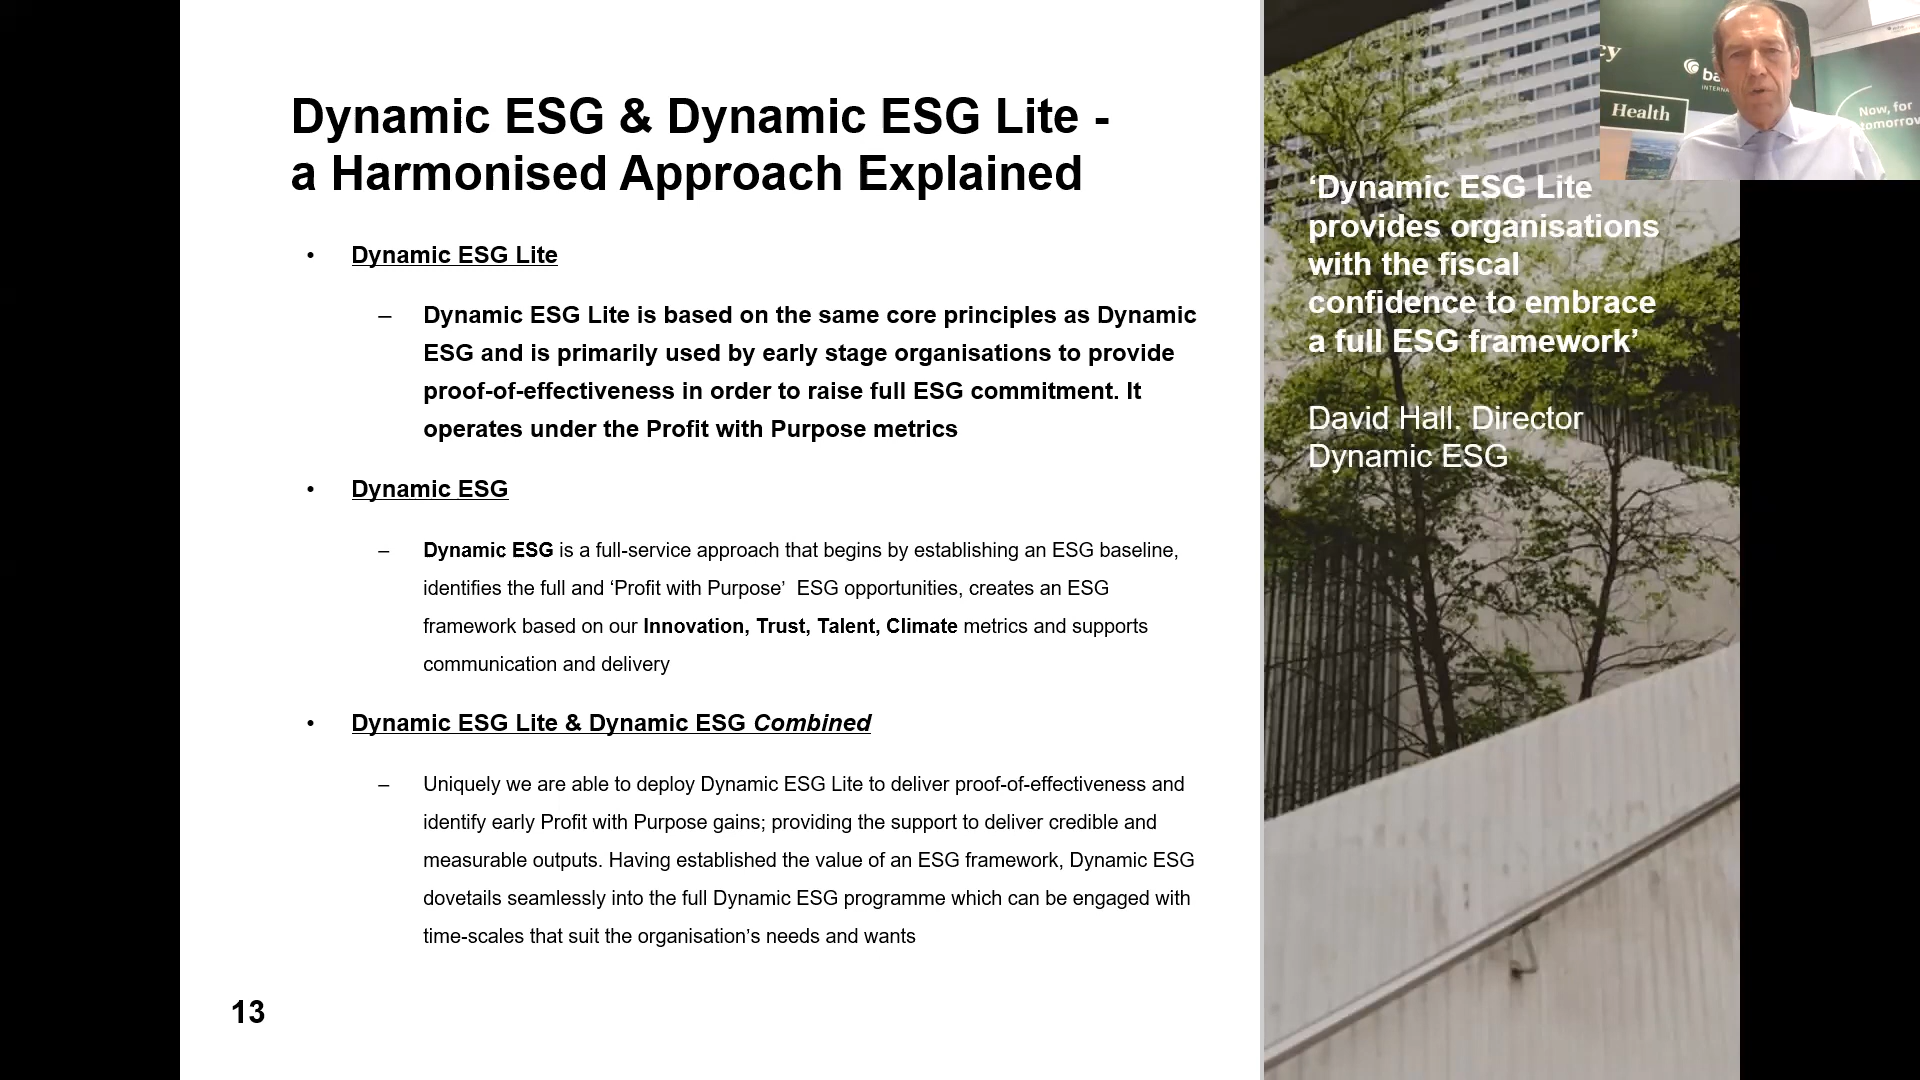 Dynamic ESG & Dynamic ESG Lite -
a Harmonised Approach Explained
• Dynamic ESG Lite
– Dynamic ESG Lite is based on the same core principles as Dynamic
ESG and is primarily used by early stage organisations to provide
proof-of-effectiveness in order to raise full ESG commitment. It
operates under the Profit with Purpose metrics
• Dynamic ESG
– Dynamic ESG is a full-service approach that begins by establishing an ESG baseline,
identifies the full and ‘Profit with Purpose’  ESG opportunities, creates an ESG
framework based on our Innovation, Trust, Talent, Climate metrics and supports
communication and delivery
• Dynamic ESG Lite & Dynamic ESG Combined
– Uniquely we are able to deploy Dynamic ESG Lite to deliver proof-of-effectiveness and
identify early Profit with Purpose gains; providing the support to deliver credible and
measurable outputs. Having established the value of an ESG framework, Dynamic ESG
dovetails seamlessly into the full Dynamic ESG programme which can be engaged with
time-scales that suit the organisation’s needs and wants
13
‘Dynamic ESG Lite
provides organisations
with the fiscal
confidence to embrace
a full ESG framework’
David Hall. Director
Dynamic ESG
Health
Now, for
tomorrow